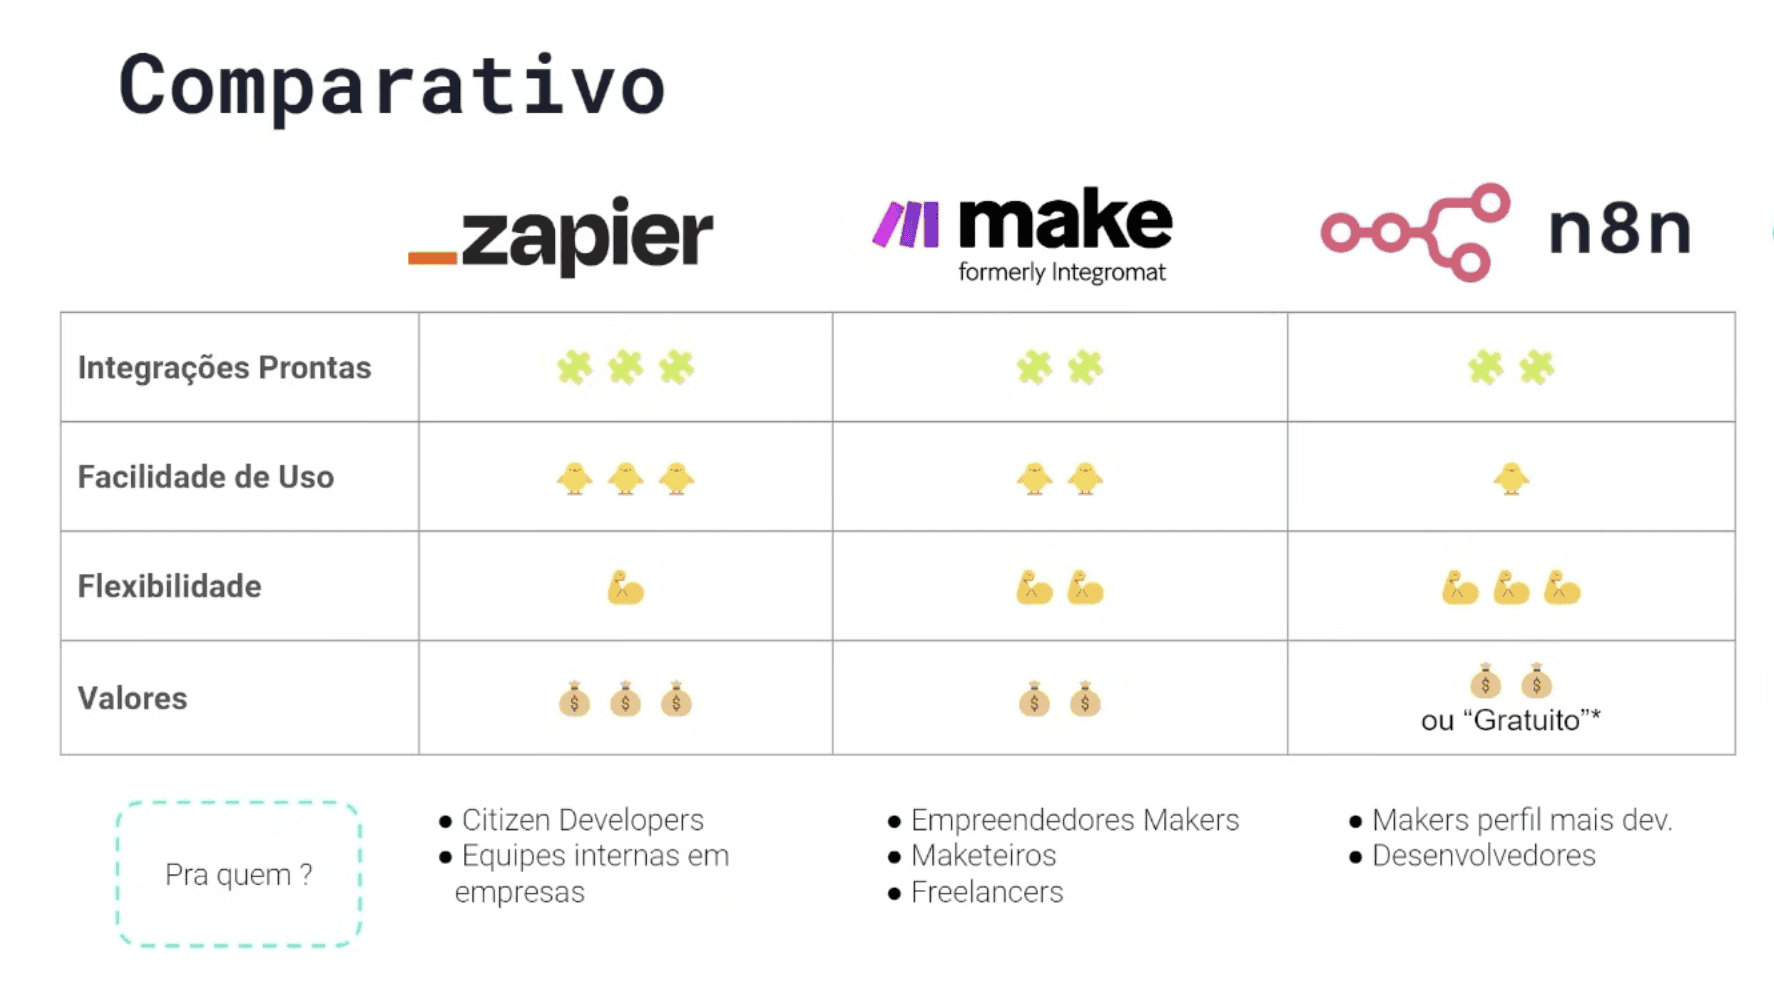 Comparativo
zapier
make
formerly Integromat
n8n
Integrações Prontas
Facilidade de Uso
Flexibilidade
Valores
$ $ $
$ $
$ $
ou “Gratuito”*
Pra quem ?
● Citizen Developers
● Equipes internas em
empresas
● Empreendedores Makers
● Maketeiros
● Freelancers
● Makers perfil mais dev.
● Desenvolvedores